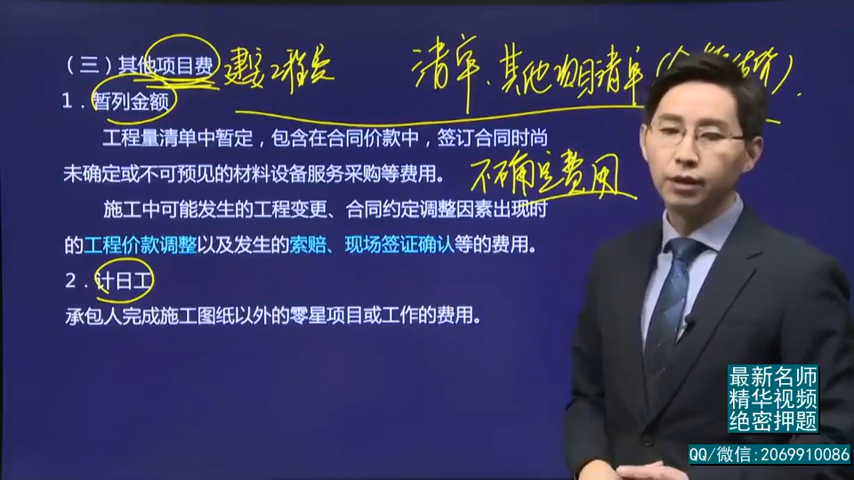 （三）其他项目费 建安工程费 清单、其他项目清单
1．暂列金额
工程量清单中暂定，包含在合同价款中，签订合同时尚
未确定或不可预见的材料设备服务采购等费用。
不确定费用
施工中可能发生的工程变更、合同约定调整因素出现时
的工程价款调整以及发生的索赔、现场签证确认等的费用。
2．计日工
承包人完成施工图纸以外的零星项目或工作的费用。
最新名师
精华视频
绝密押题
QQ/微信:2069910086